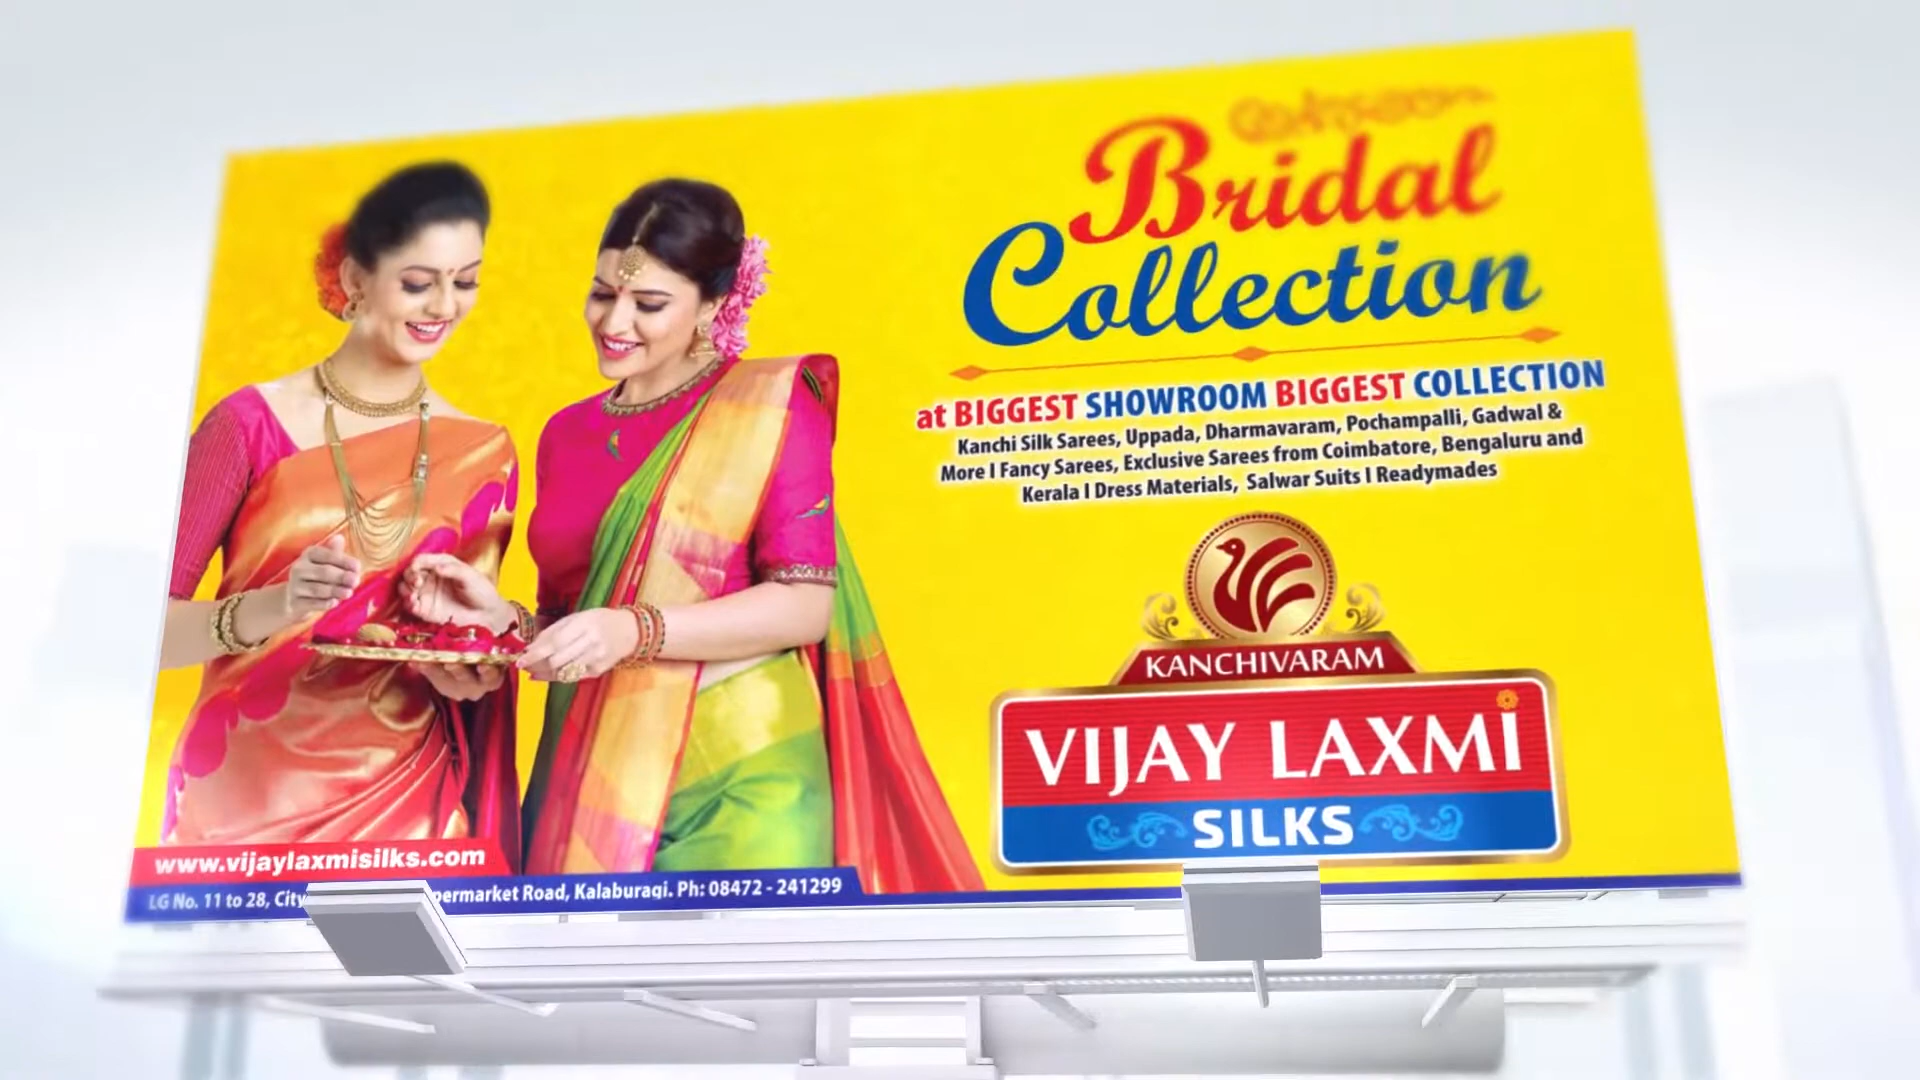 Bridal
Collection
at BIGGEST SHOWROOM BIGGEST COLLECTION
Kanchi Silk Sarees, Uppada, Dharmavaram, Pochampalli, Gadwal &
More I Fancy Sarees, Exclusive Sarees from Coimbatore, Bengaluru and
Kerala I Dress Materials, Salwar Suits I Readymades
KANCHIVARAM
VIJAY LAXMI
SILKS
www.vijaylaxmisilks.com
LG No. 11 to 28, City
permarket Road, Kalaburagi. Ph: 08472 - 241299